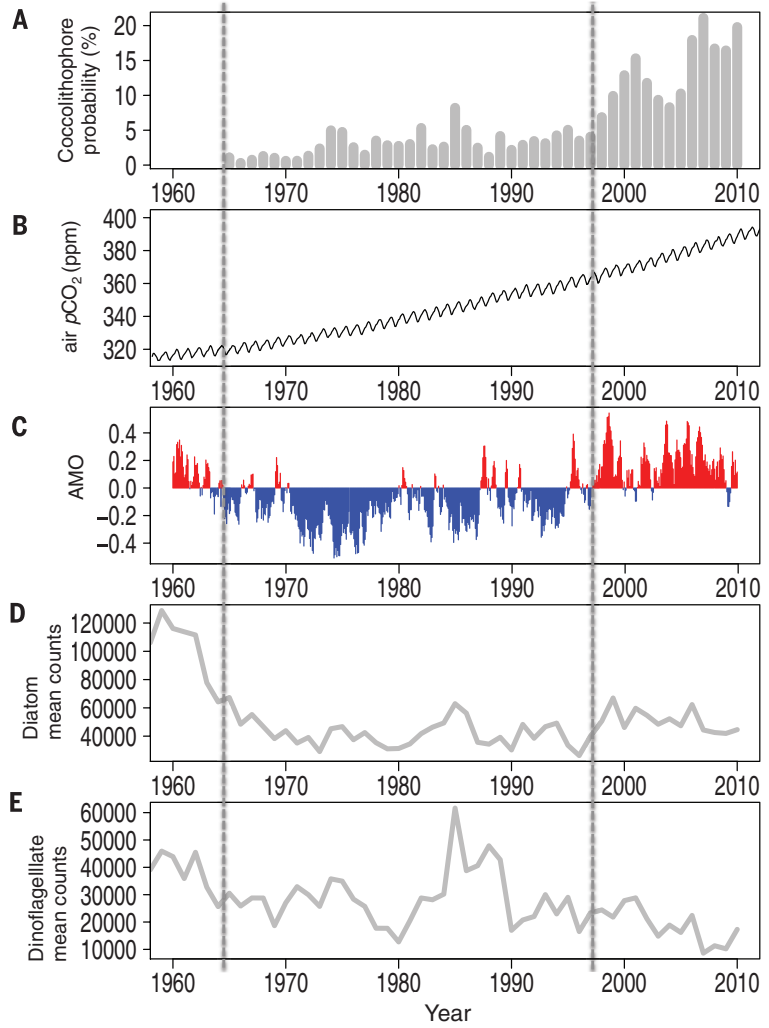 A
Coccolithophore
probability (%)
20
15
10
5
0
1960 1970 1980 1990 2000 2010
B
air pCO₂ (ppm)
400
380
360
340
320
1960 1970 1980 1990 2000 2010
C
AMO
0.4
0.2
0.0
−0.2
−0.4
1960 1970 1980 1990 2000 2010
D
Diatom
mean counts
120000
100000
80000
60000
40000
1960 1970 1980 1990 2000 2010
E
Dinoflagelllate
mean counts
60000
50000
40000
30000
20000
10000
1960 1970 1980 1990 2000 2010
Year